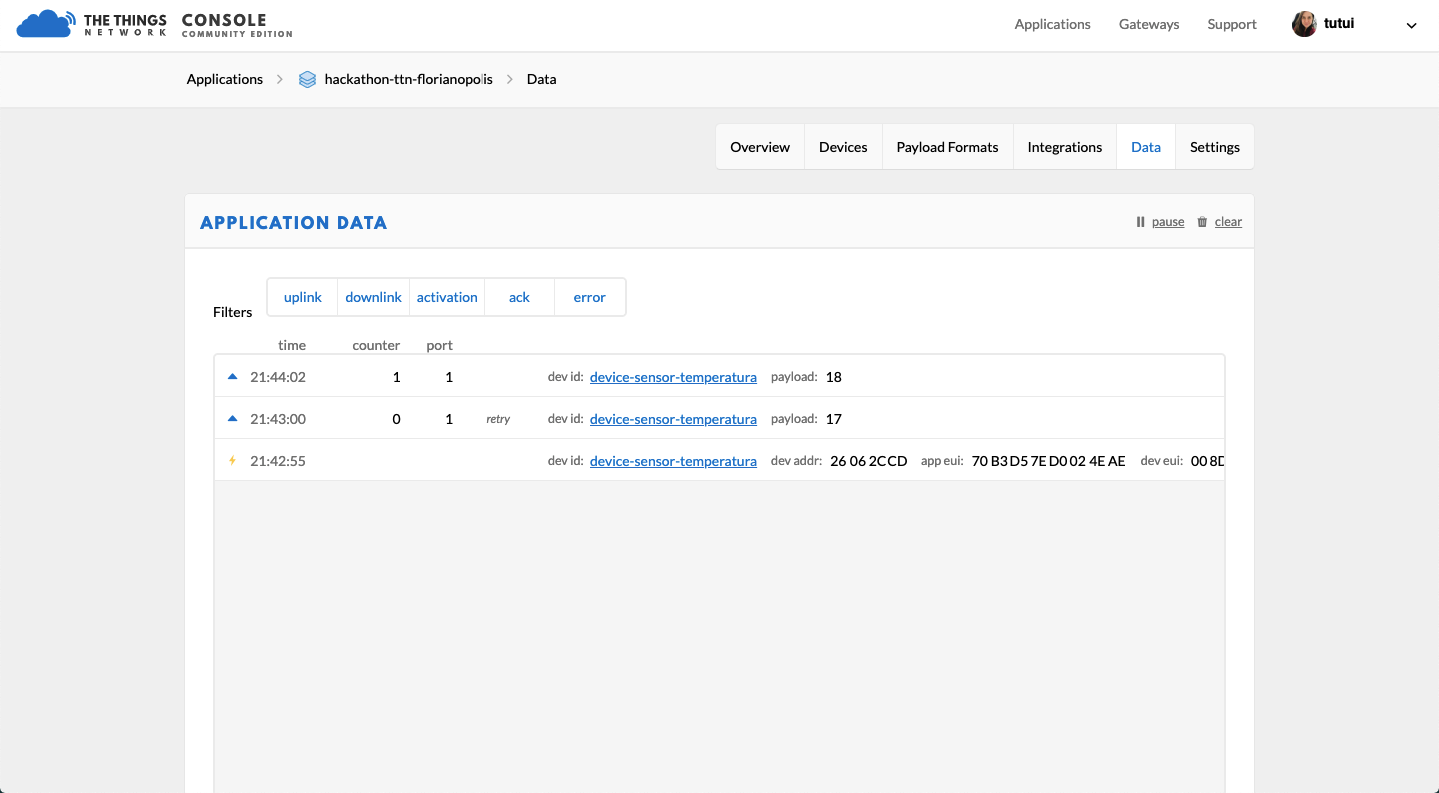 THE THINGS NETWORK CONSOLE COMMUNITY EDITION Applications Gateways Support tutui
Applications hackathon-ttn-florianopolis Data
Overview Devices Payload Formats Integrations Data Settings
APPLICATION DATA pause clear
Filters uplink downlink activation ack error
time counter port
21:44:02 1 1 dev id: device-sensor-temperatura payload: 18
21:43:00 0 1 retry dev id: device-sensor-temperatura payload: 17
21:42:55 dev id: device-sensor-temperatura dev addr: 26 06 2C CD app eui: 70 B3 D5 7E D0 02 4E AE dev eui: 00 8D